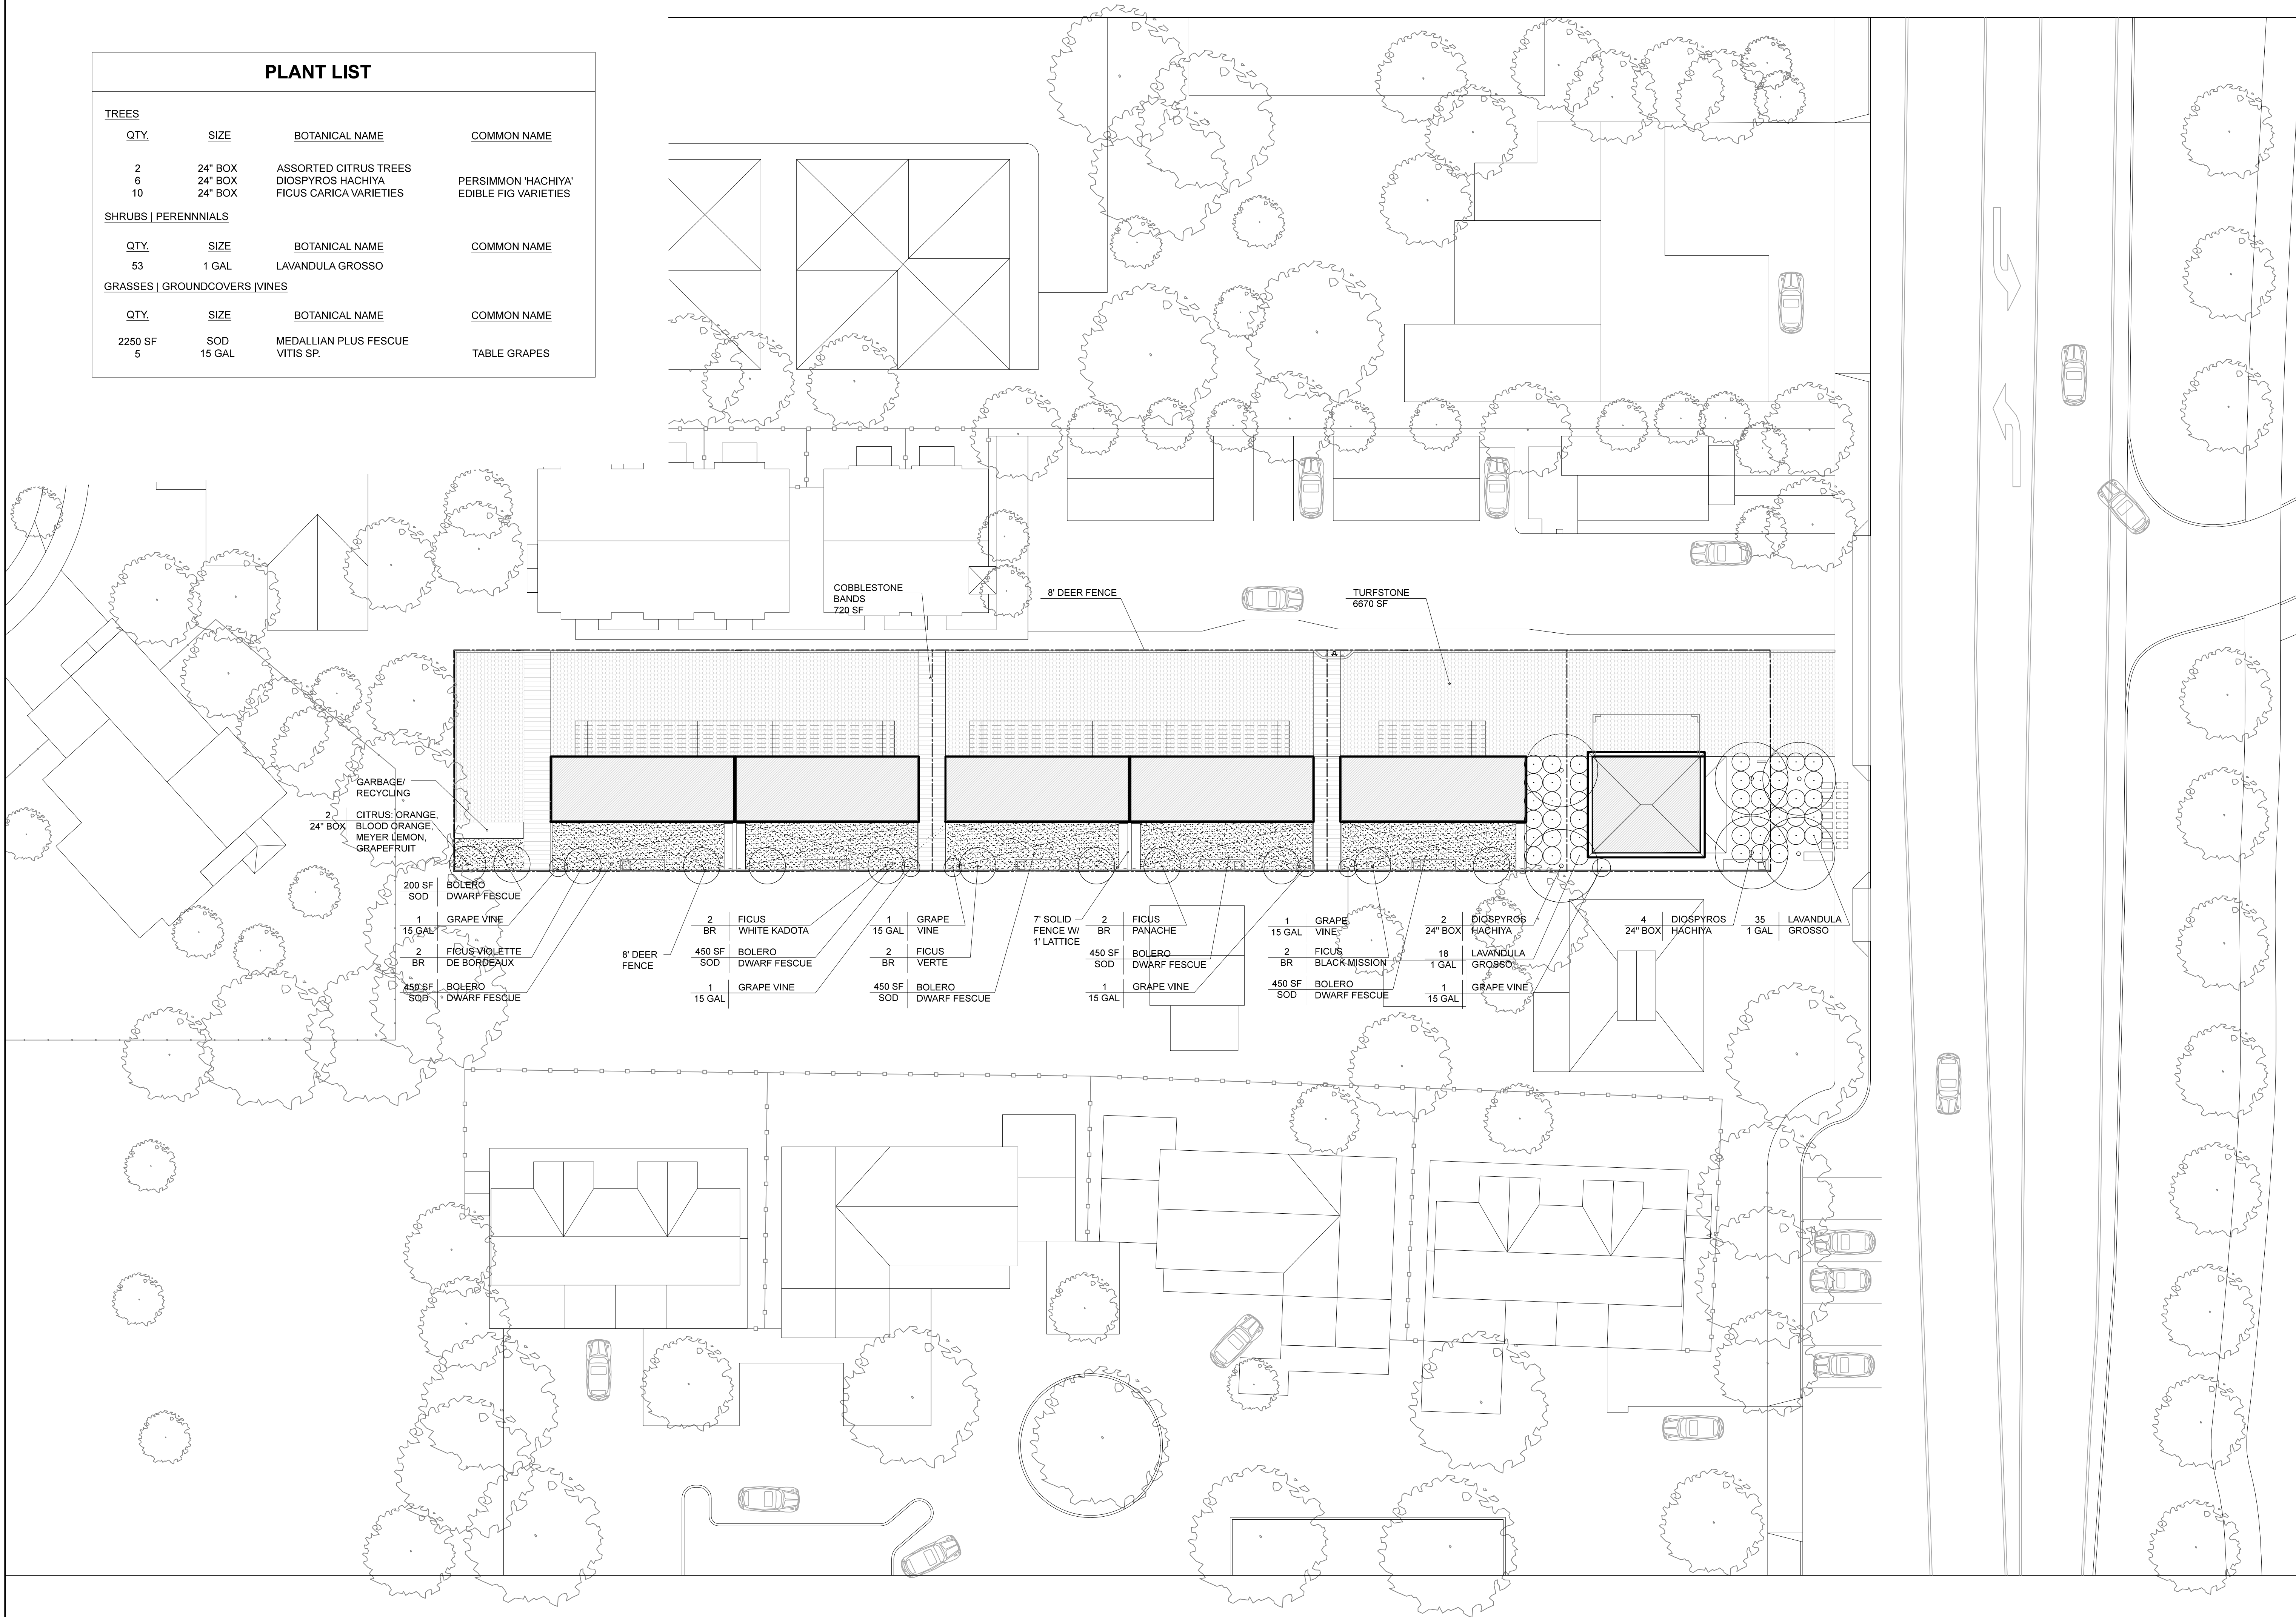 PLANT LIST
TREES
QTY. SIZE BOTANICAL NAME COMMON NAME
2 24" BOX ASSORTED CITRUS TREES
6 24" BOX DIOSPYROS HACHIYA PERSIMMON 'HACHIYA'
10 24" BOX FICUS CARICA VARIETIES EDIBLE FIG VARIETIES
SHRUBS | PERENNNIALS
QTY. SIZE BOTANICAL NAME COMMON NAME
53 1 GAL LAVANDULA GROSSO
GRASSES | GROUNDCOVERS |VINES
QTY. SIZE BOTANICAL NAME COMMON NAME
2250 SF SOD MEDALLIAN PLUS FESCUE
5 15 GAL VITIS SP. TABLE GRAPES
COBBLESTONE
BANDS
720 SF
8' DEER FENCE
TURFSTONE
6670 SF
A
GARBAGE/
RECYCLING
2 CITRUS: ORANGE,
24" BOX BLOOD ORANGE,
MEYER LEMON,
GRAPEFRUIT
200 SF BOLERO
SOD DWARF FESCUE
1 GRAPE VINE
15 GAL
2 FICUS VIOLETTE
BR DE BORDEAUX
450 SF BOLERO
SOD DWARF FESCUE
8' DEER
FENCE
2 FICUS
BR WHITE KADOTA
450 SF BOLERO
SOD DWARF FESCUE
1 GRAPE VINE
15 GAL
1 GRAPE
15 GAL VINE
2 FICUS
BR VERTE
450 SF BOLERO
SOD DWARF FESCUE
7' SOLID
FENCE W/
1' LATTICE
2 FICUS
BR PANACHE
450 SF BOLERO
SOD DWARF FESCUE
1 GRAPE VINE
15 GAL
1 GRAPE
15 GAL VINE
2 FICUS
BR BLACK MISSION
450 SF BOLERO
SOD DWARF FESCUE
2 DIOSPYROS
24" BOX HACHIYA
18 LAVANDULA
1 GAL GROSSO
1 GRAPE VINE
15 GAL
4 DIOSPYROS
24" BOX HACHIYA
35 LAVANDULA
1 GAL GROSSO